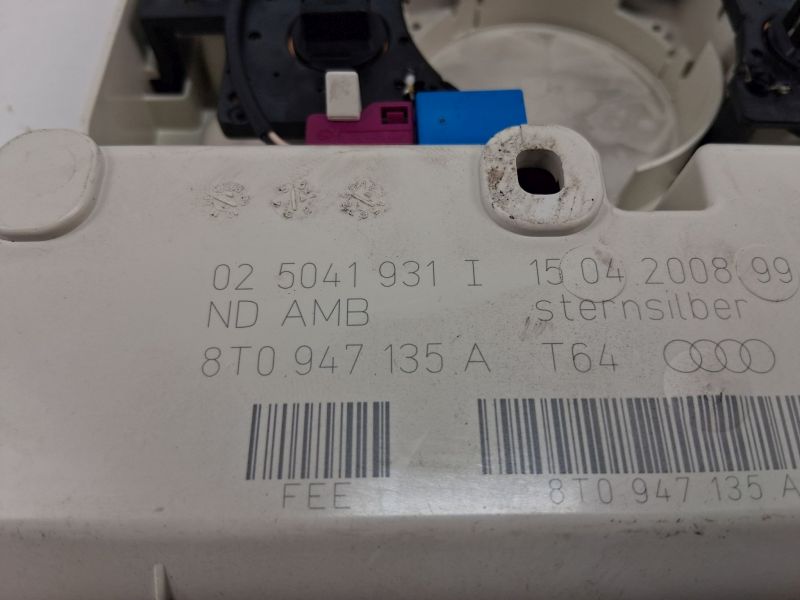 02 5041 931 I 15.04.2008 99
ND AMB sternsilber
8T0.947.135.A T64
FEE 8T0.947.135.A